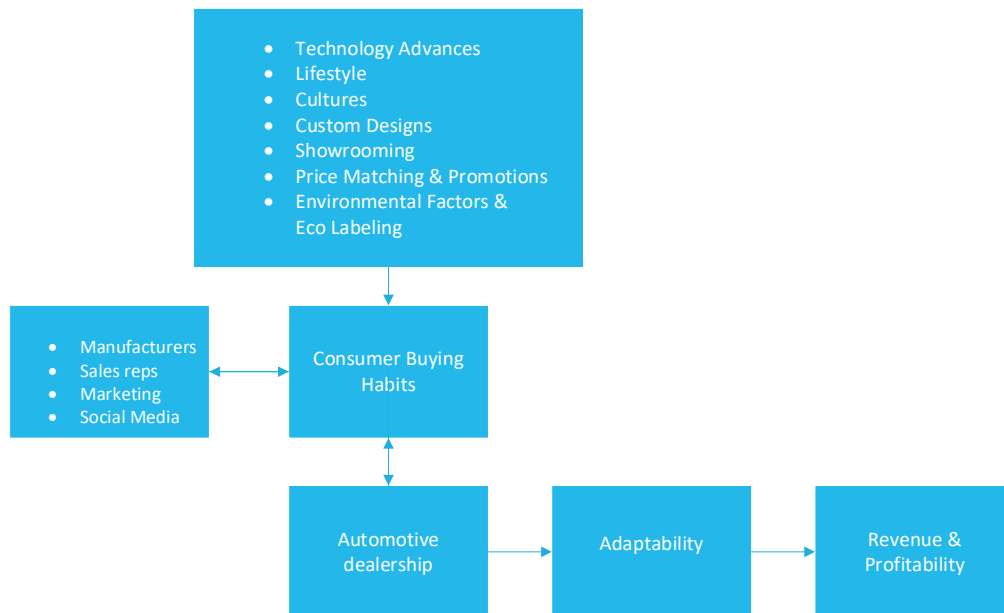 • Technology Advances
• Lifestyle
• Cultures
• Custom Designs
• Showrooming
• Price Matching & Promotions
• Environmental Factors &
Eco Labeling
• Manufacturers
• Sales reps
• Marketing
• Social Media
Consumer Buying
Habits
Automotive
dealership
Adaptability
Revenue &
Profitability